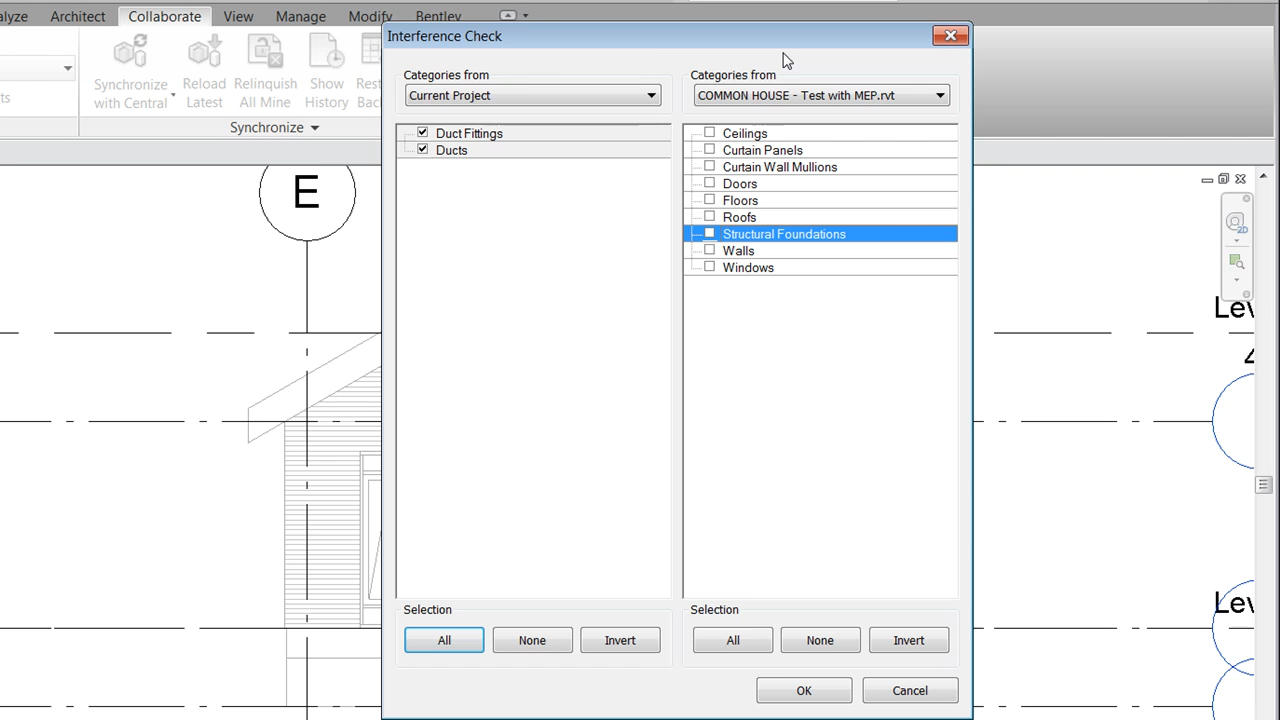 alyze Architect Collaborate View Manage Modify Bentley
Synchronize
with Central
Reload
Latest
Relinquish
All Mine
Show
History
Synchronize
E
Interference Check
Categories from
Current Project
Duct Fittings
Ducts
Selection
All None Invert
Categories from
COMMON HOUSE - Test with MEP.rvt
Ceilings
Curtain Panels
Curtain Wall Mullions
Doors
Floors
Roofs
Structural Foundations
Walls
Windows
Selection
All None Invert
OK Cancel
2D
Lev
4
Lev